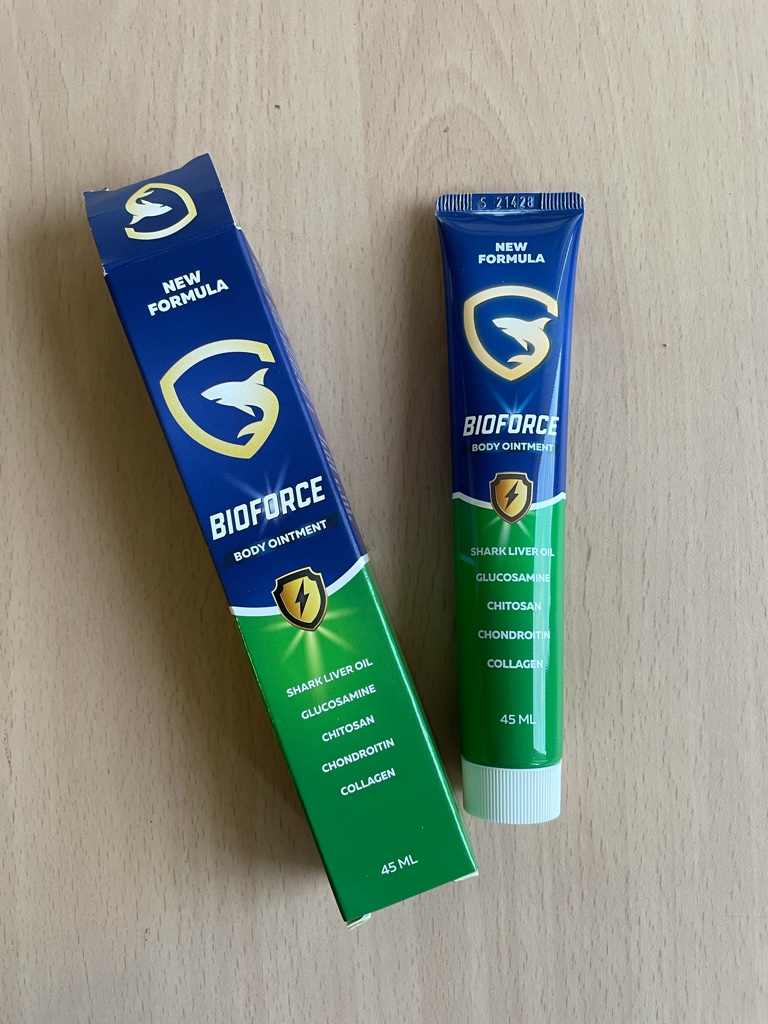 NEW
FORMULA
BIOFORCE
BODY OINTMENT
SHARK LIVER OIL
GLUCOSAMINE
CHITOSAN
CHONDROITIN
COLLAGEN
45 ML
S 21428
NEW
FORMULA
BIOFORCE
BODY OINTMENT
SHARK LIVER OIL
GLUCOSAMINE
CHITOSAN
CHONDROITIN
COLLAGEN
45 ML